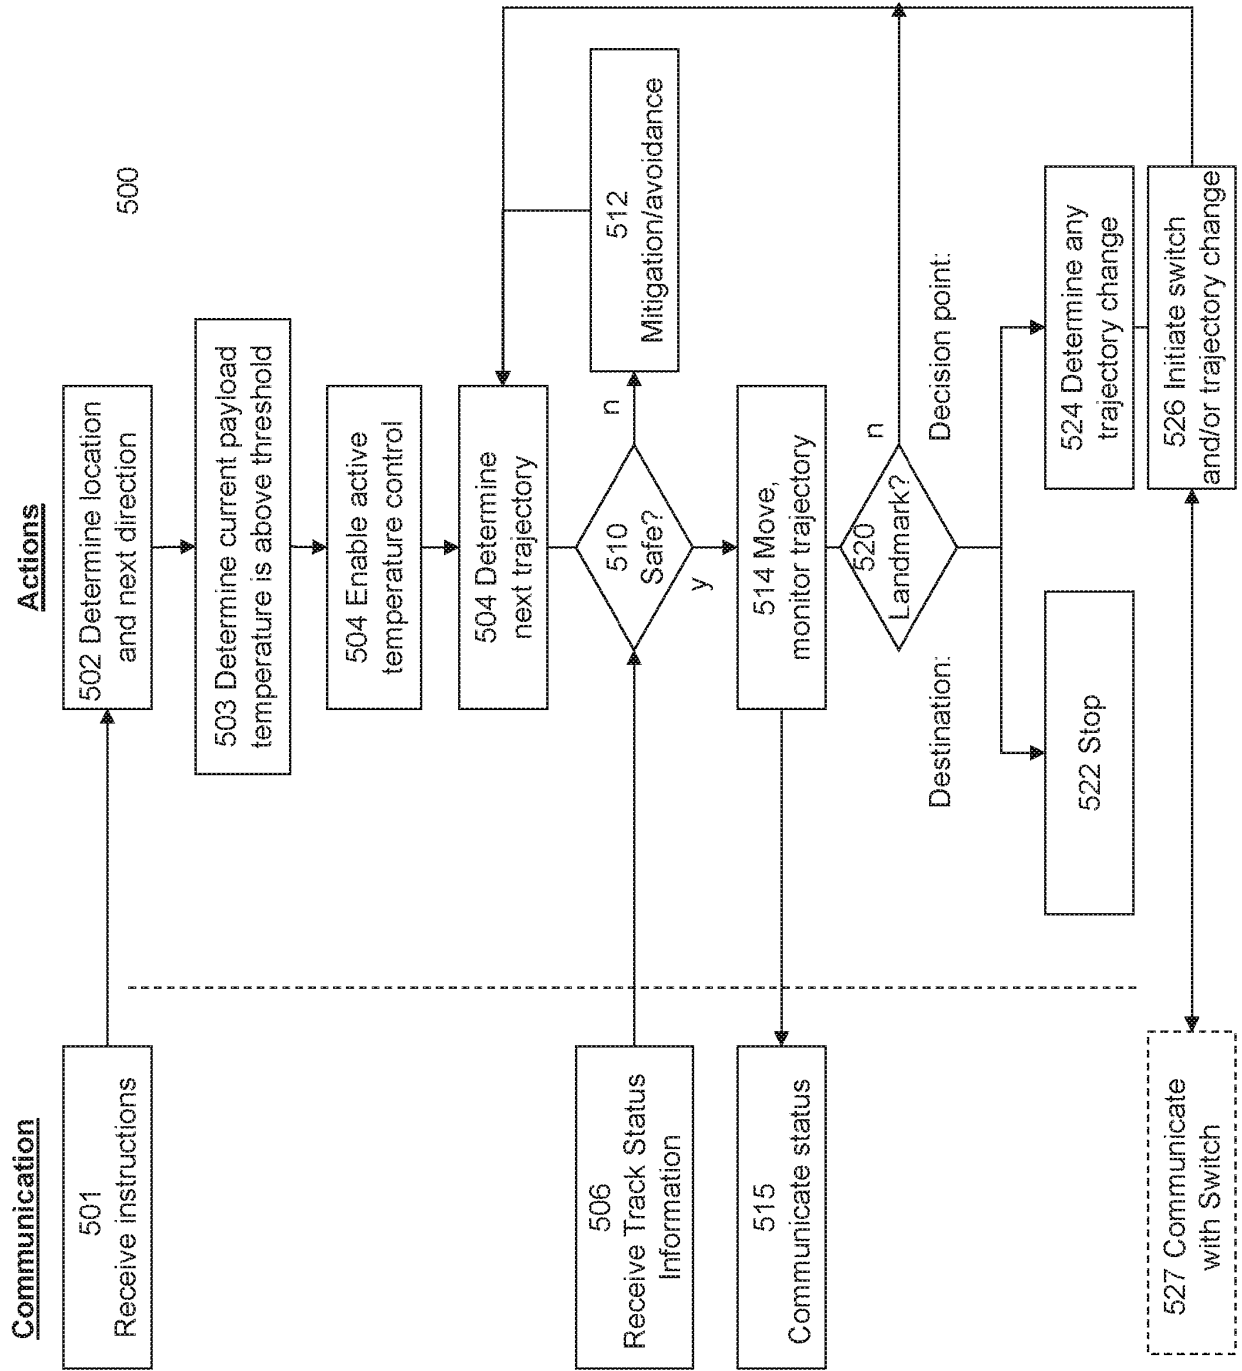 Communication
Actions
500
501
Receive instructions
502 Determine location
and next direction
503 Determine current payload
temperature is above threshold
504 Enable active
temperature control
504 Determine
next trajectory
506
Receive Track Status
Information
510
Safe?
n
y
512
Mitigation/avoidance
514 Move,
monitor trajectory
515
Communicate status
520
Landmark?
n
Destination:
Decision point:
522 Stop
524 Determine any
trajectory change
526 Initiate switch
and/or trajectory change
527 Communicate
with Switch